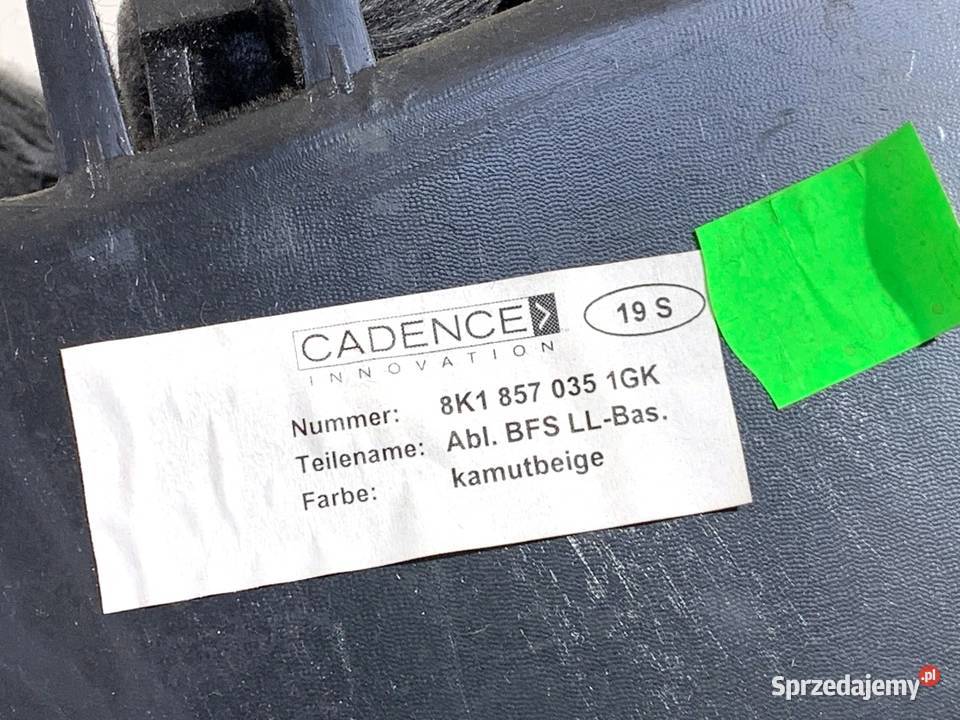 CADENCE
INNOVATION
19 S
Nummer: 8K1 857 035 1GK
Teilename: Abl. BFS LL-Bas.
Farbe: kamutbeige
Sprzedajemy.pl